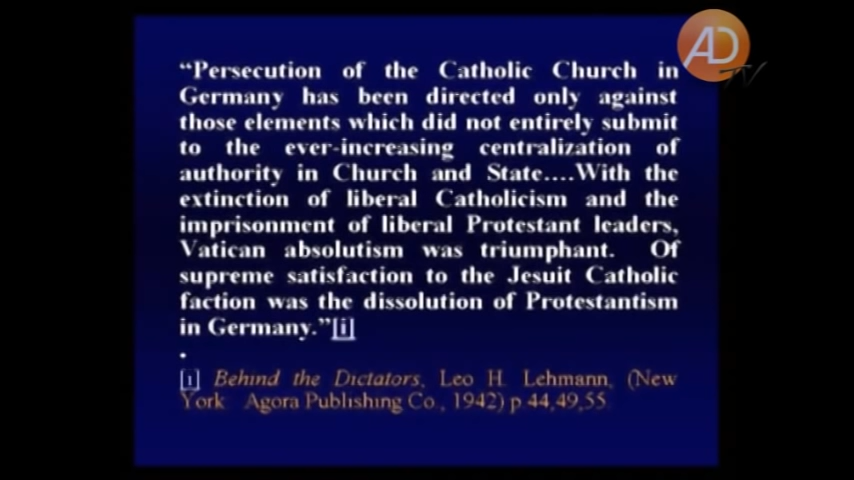 AD
TV
“Persecution of the Catholic Church in
Germany has been directed only against
those elements which did not entirely submit
to the ever-increasing centralization of
authority in Church and State....With the
extinction of liberal Catholicism and the
imprisonment of liberal Protestant leaders,
Vatican absolutism was triumphant. Of
supreme satisfaction to the Jesuit Catholic
faction was the dissolution of Protestantism
in Germany.”[i]
[i] Behind the Dictators, Leo H. Lehmann, (New
York Agora Publishing Co., 1942) p.44,49,55